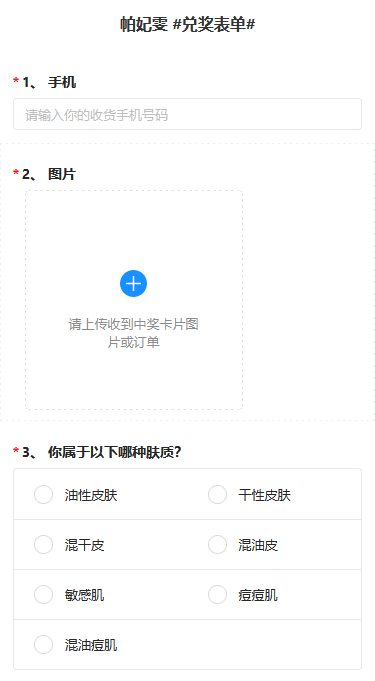 帕妃雯 #兑奖表单#
* 1、 手机
请输入你的收货手机号码
* 2、 图片
请上传收到中奖卡片图
片或订单
* 3、 你属于以下哪种肤质？
油性皮肤
干性皮肤
混干皮
混油皮
敏感肌
痘痘肌
混油痘肌